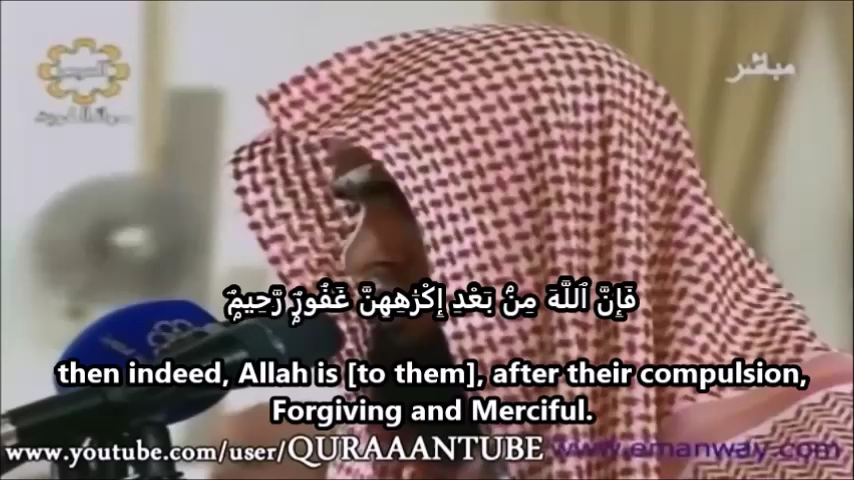 مباشر
فَإِنَّ ٱللَّهَ مِنۢ بَعْدِ إِكْرَٰهِهِنَّ غَفُورٌۭ رَّحِيمٌۭ
then indeed, Allah is [to them], after their compulsion,
Forgiving and Merciful.
www.youtube.com/user/QURAAANTUBE www.emanway.com